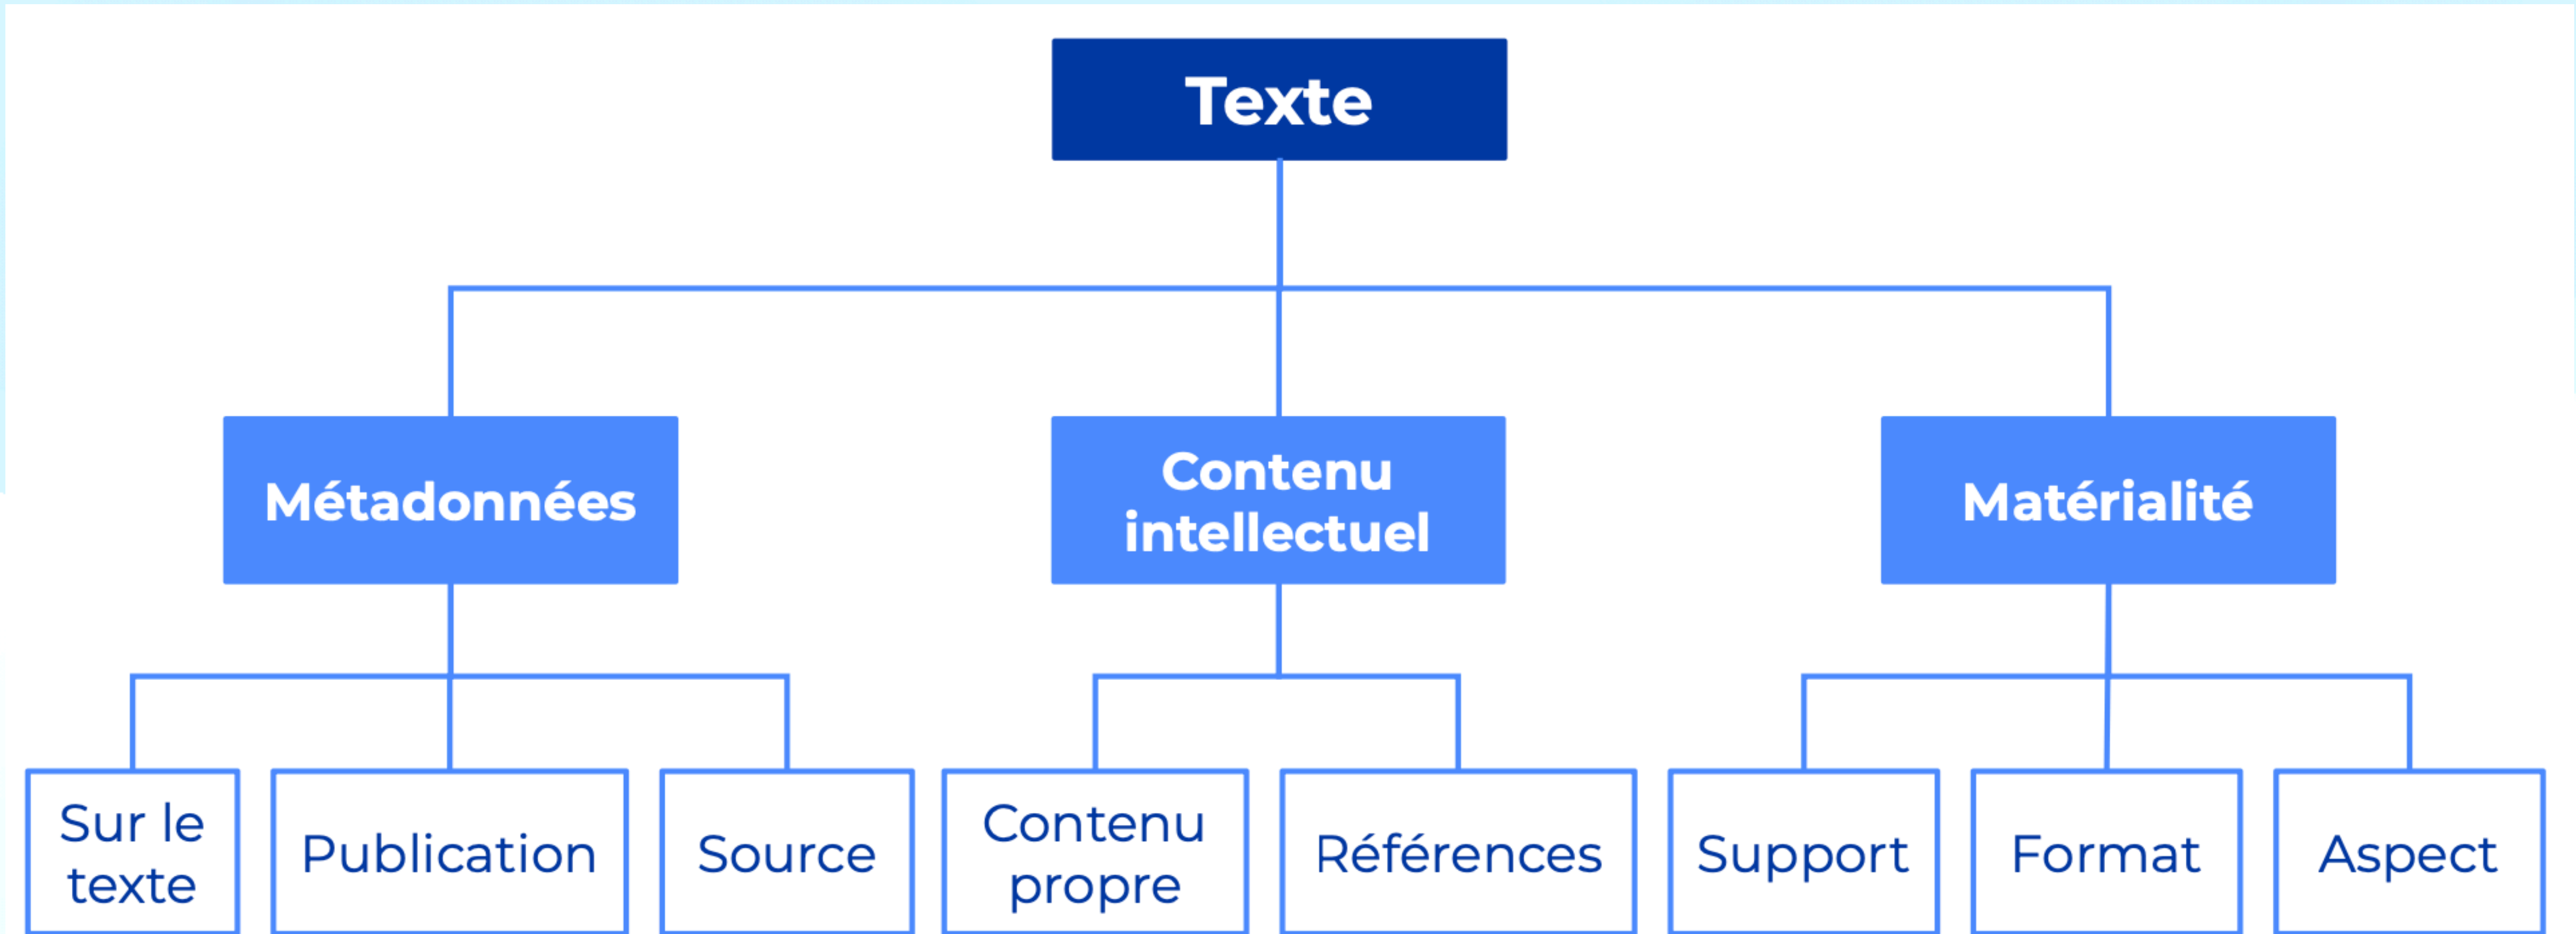 Texte
Métadonnées
Contenu
intellectuel
Matérialité
Sur le
texte
Publication
Source
Contenu
propre
Références
Support
Format
Aspect